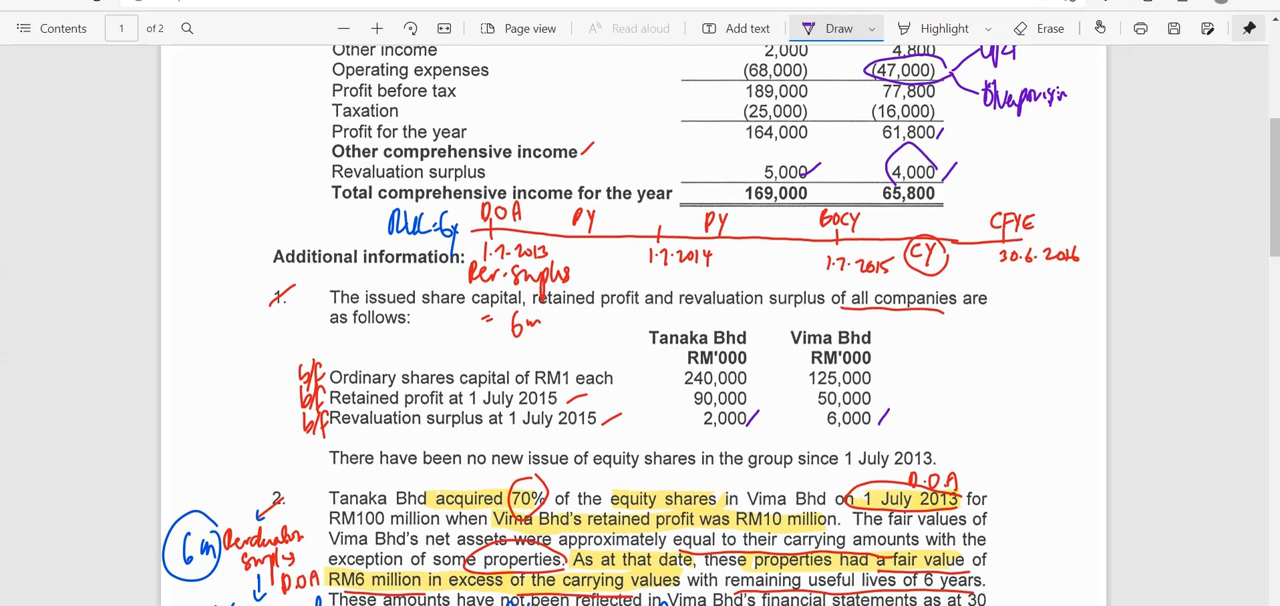 Contents 1 of 2 Page view Read aloud Add text Draw Highlight Erase
Other income 2,000 4,800
Operating expenses (68,000) (47,000)
Profit before tax 189,000 77,800
Taxation (25,000) (16,000)
Profit for the year 164,000 61,800
Other comprehensive income
Revaluation surplus 5,000 4,000
Total comprehensive income for the year 169,000 65,800
D.O.A PY PY BOCY CFYE
1.7.2013 1.7.2014 1.7.2015 CY 30.6.2016
Additional information:
1. The issued share capital, retained profit and revaluation surplus of all companies are
as follows:
= 6m
Tanaka Bhd Vima Bhd
RM'000 RM'000
b/f Ordinary shares capital of RM1 each 240,000 125,000
b/f Retained profit at 1 July 2015 90,000 50,000
b/f Revaluation surplus at 1 July 2015 2,000 6,000
There have been no new issue of equity shares in the group since 1 July 2013.
D.O.A
2. Tanaka Bhd acquired 70% of the equity shares in Vima Bhd on 1 July 2013 for
RM100 million when Vima Bhd's retained profit was RM10 million. The fair values of
Vima Bhd's net assets were approximately equal to their carrying amounts with the
exception of some properties. As at that date, these properties had a fair value of
RM6 million in excess of the carrying values with remaining useful lives of 6 years.
These amounts have not been reflected in Vima Bhd's financial statements as at 30
6m
Revaluation
surplus
D.O.A